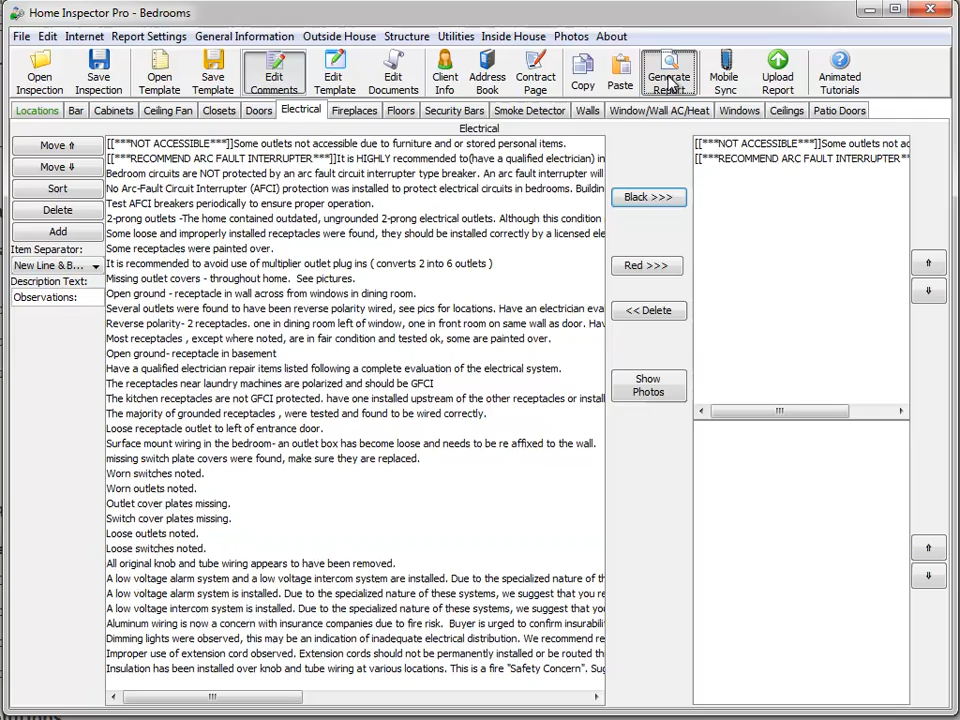 Home Inspector Pro - Bedrooms
File Edit Internet Report Settings General Information Outside House Structure Utilities Inside House Photos About
Open Inspection
Save Inspection
Open Template
Save Template
Edit Comments
Edit Template
Edit Documents
Client Info
Address Book
Contract Page
Copy
Paste
Generate Report
Mobile Sync
Upload Report
Animated Tutorials
Locations Bar Cabinets Ceiling Fan Closets Doors Electrical Fireplaces Floors Security Bars Smoke Detector Walls Window/Wall AC/Heat Windows Ceilings Patio Doors
Electrical
Move ⇑
Move ⇓
Sort
Delete
Add
Item Separator:
New Line & B...
Description Text:
Observations:
[[***NOT ACCESSIBLE***]]Some outlets not accessible due to furniture and or stored personal items.
[[***RECOMMEND ARC FAULT INTERRUPTER***]]It is HIGHLY recommended to(have a qualified electrician) in
Bedroom circuits are NOT protected by an arc fault circuit interrupter type breaker. An arc fault interrupter will
No Arc-Fault Circuit Interrupter (AFCI) protection was installed to protect electrical circuits in bedrooms. Building
Test AFCI breakers periodically to ensure proper operation.
2-prong outlets -The home contained outdated, ungrounded 2-prong electrical outlets. Although this condition
Some loose and improperly installed receptacles were found, they should be installed correctly by a licensed ele
Some receptacles were painted over.
It is recommended to avoid use of multiplier outlet plug ins ( converts 2 into 6 outlets )
Missing outlet covers - throughout home. See pictures.
Open ground - receptacle in wall across from windows in dining room.
Several outlets were found to have been reverse polarity wired, see pics for locations. Have an electrician eva
Reverse polarity- 2 receptacles. one in dining room left of window, one in front room on same wall as door. Hav
Most receptacles , except where noted, are in fair condition and tested ok, some are painted over.
Open ground- receptacle in basement
Have a qualified electrician repair items listed following a complete evaluation of the electrical system.
The receptacles near laundry machines are polarized and should be GFCI
The kitchen receptacles are not GFCI protected. have one installed upstream of the other receptacles or install
The majority of grounded receptacles , were tested and found to be wired correctly.
Loose receptacle outlet to left of entrance door.
Surface mount wiring in the bedroom- an outlet box has become loose and needs to be re affixed to the wall.
missing switch plate covers were found, make sure they are replaced.
Worn switches noted.
Worn outlets noted.
Outlet cover plates missing.
Switch cover plates missing.
Loose outlets noted.
Loose switches noted.
All original knob and tube wiring appears to have been removed.
A low voltage alarm system and a low voltage intercom system are installed. Due to the specialized nature of th
A low voltage alarm system is installed. Due to the specialized nature of these systems, we suggest that you re
A low voltage intercom system is installed. Due to the specialized nature of these systems, we suggest that you
Aluminum wiring is now a concern with insurance companies due to fire risk. Buyer is urged to confirm insurabili
Dimming lights were observed, this may be an indication of inadequate electrical distribution. We recommend re
Improper use of extension cord observed. Extension cords should not be permanently installed or be routed th
Insulation has been installed over knob and tube wiring at various locations. This is a fire "Safety Concern". Sug
Black >>>
Red >>>
<< Delete
Show Photos
[[***NOT ACCESSIBLE***]]Some outlets not ac
[[***RECOMMEND ARC FAULT INTERRUPTER**